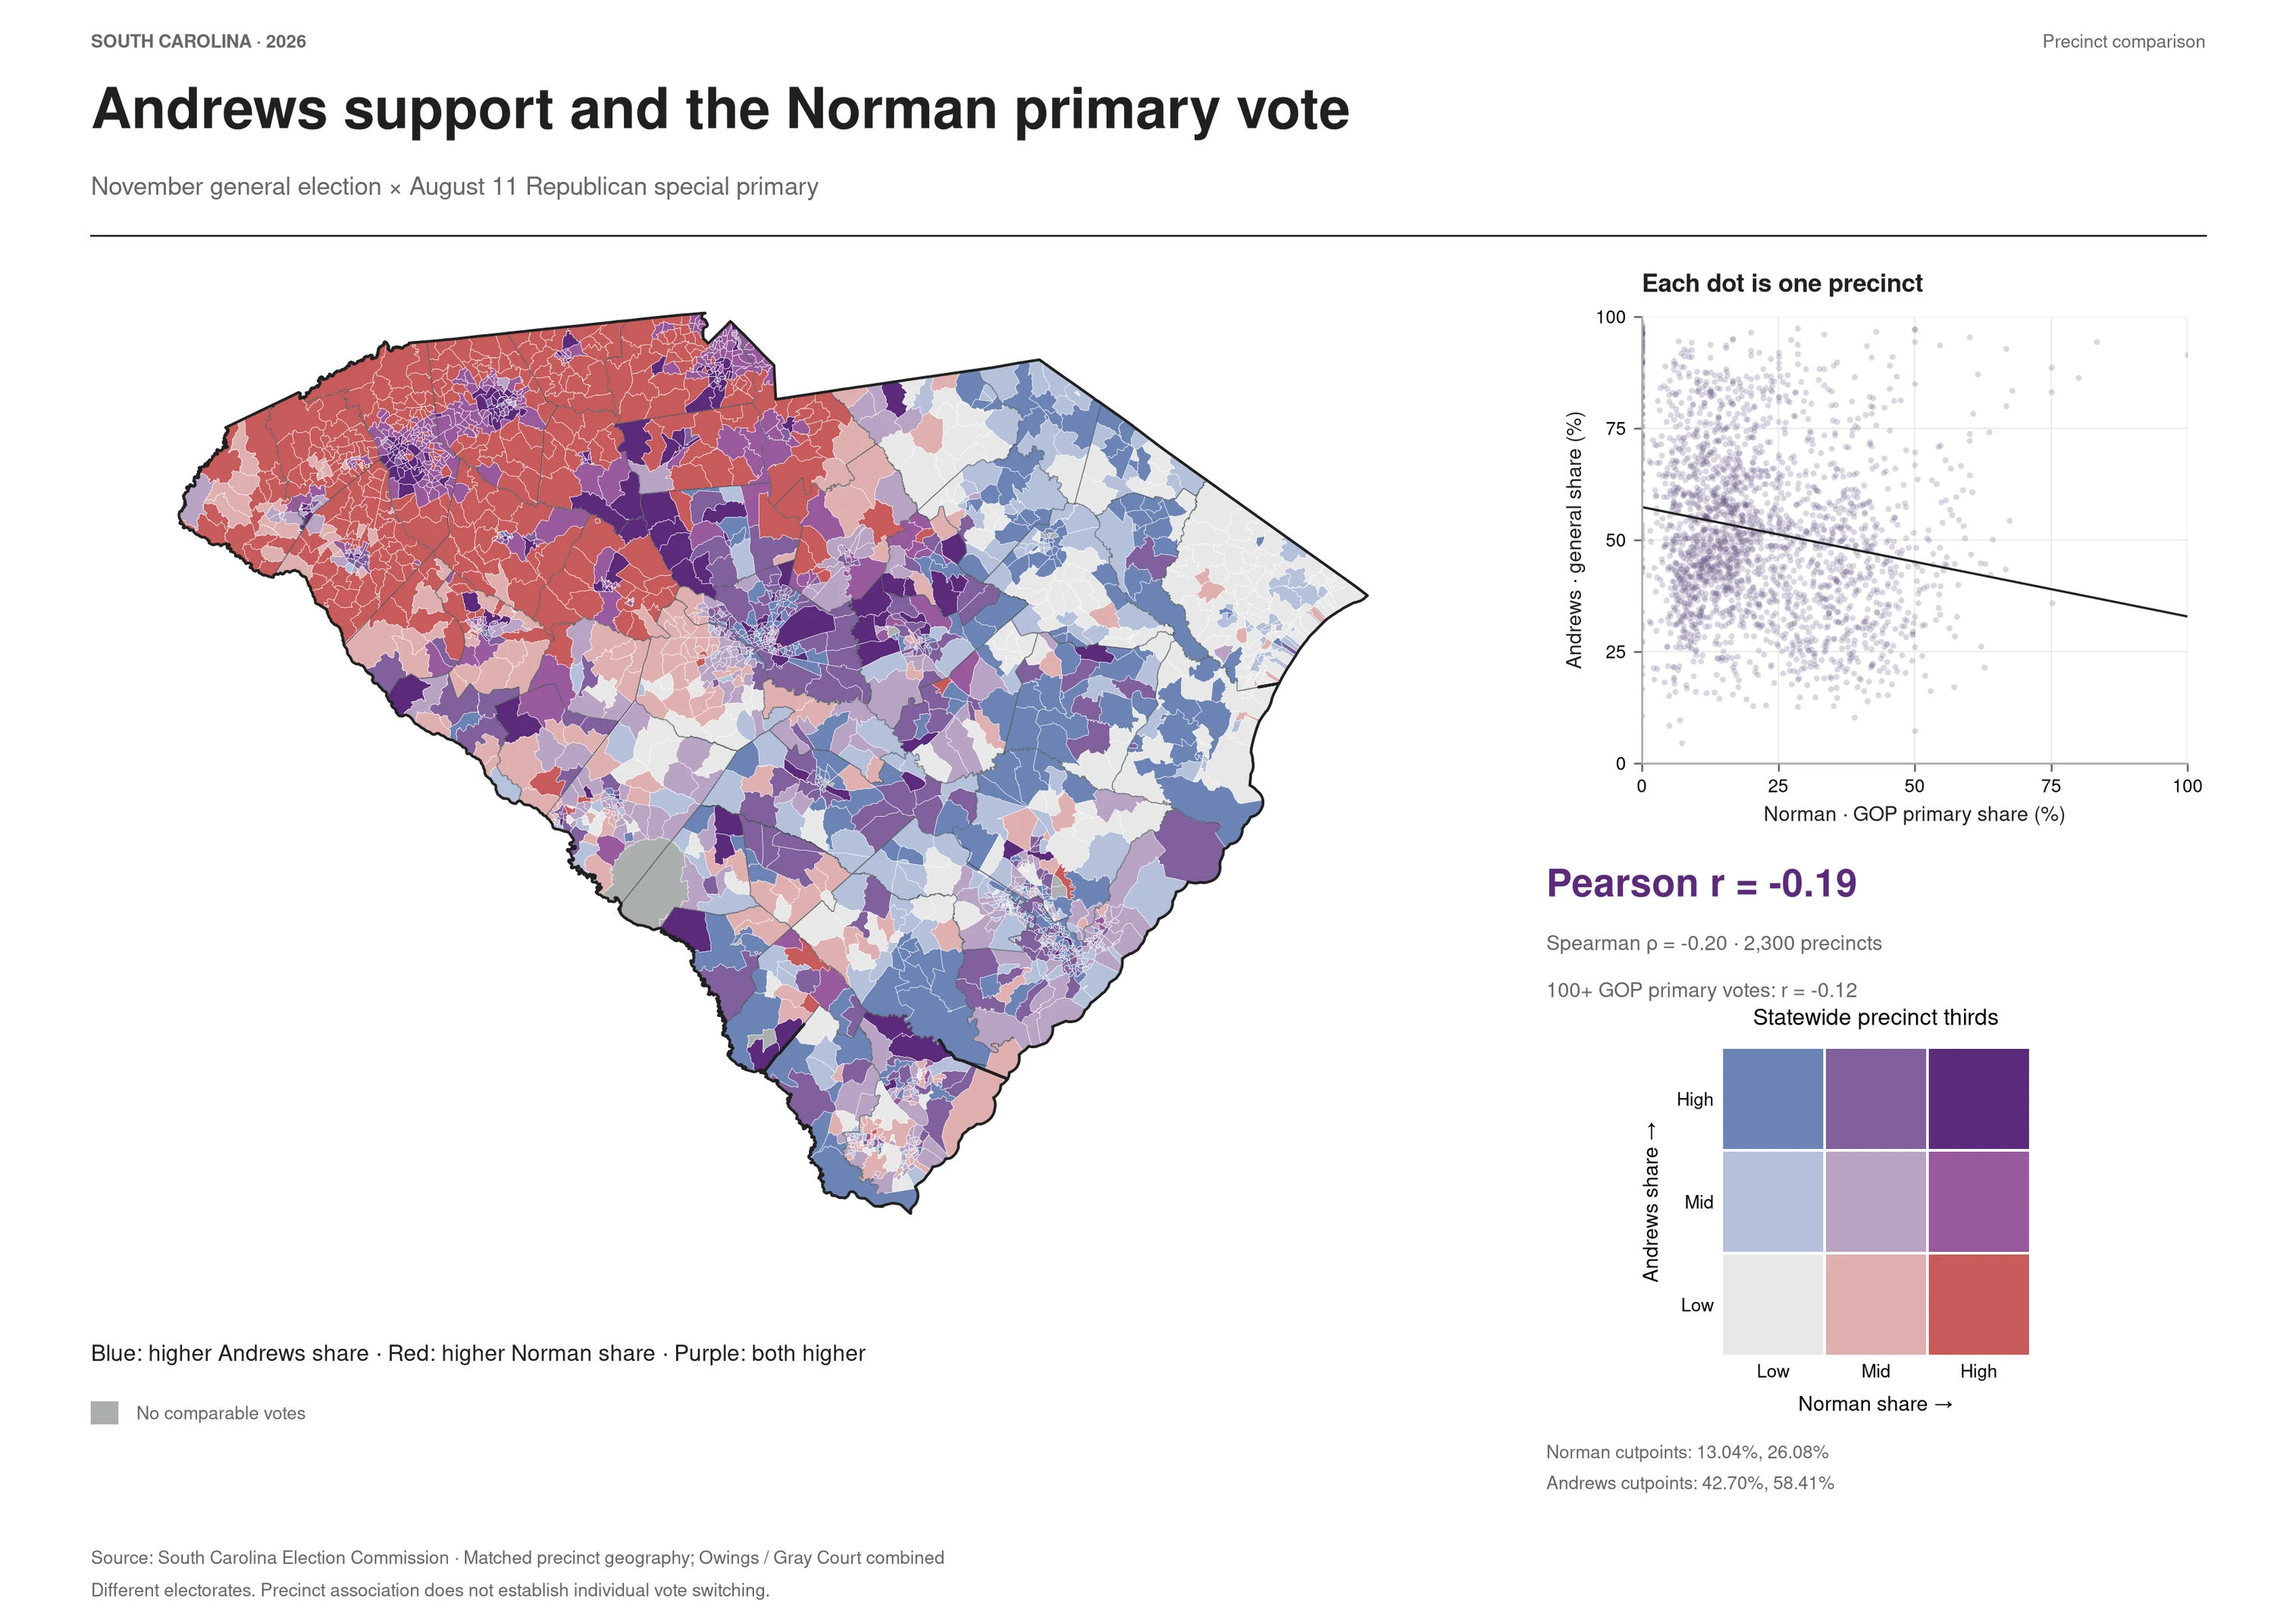 SOUTH CAROLINA · 2026
Precinct comparison
Andrews support and the Norman primary vote
November general election × August 11 Republican special primary
Each dot is one precinct
100
75
50
25
0
Andrews · general share (%)
0 25 50 75 100
Norman · GOP primary share (%)
Pearson r = -0.19
Spearman ρ = -0.20 · 2,300 precincts
100+ GOP primary votes: r = -0.12
Statewide precinct thirds
High
Mid
Low
Andrews share →
Low Mid High
Norman share →
Norman cutpoints: 13.04%, 26.08%
Andrews cutpoints: 42.70%, 58.41%
Blue: higher Andrews share · Red: higher Norman share · Purple: both higher
No comparable votes
Source: South Carolina Election Commission · Matched precinct geography; Owings / Gray Court combined
Different electorates. Precinct association does not establish individual vote switching.